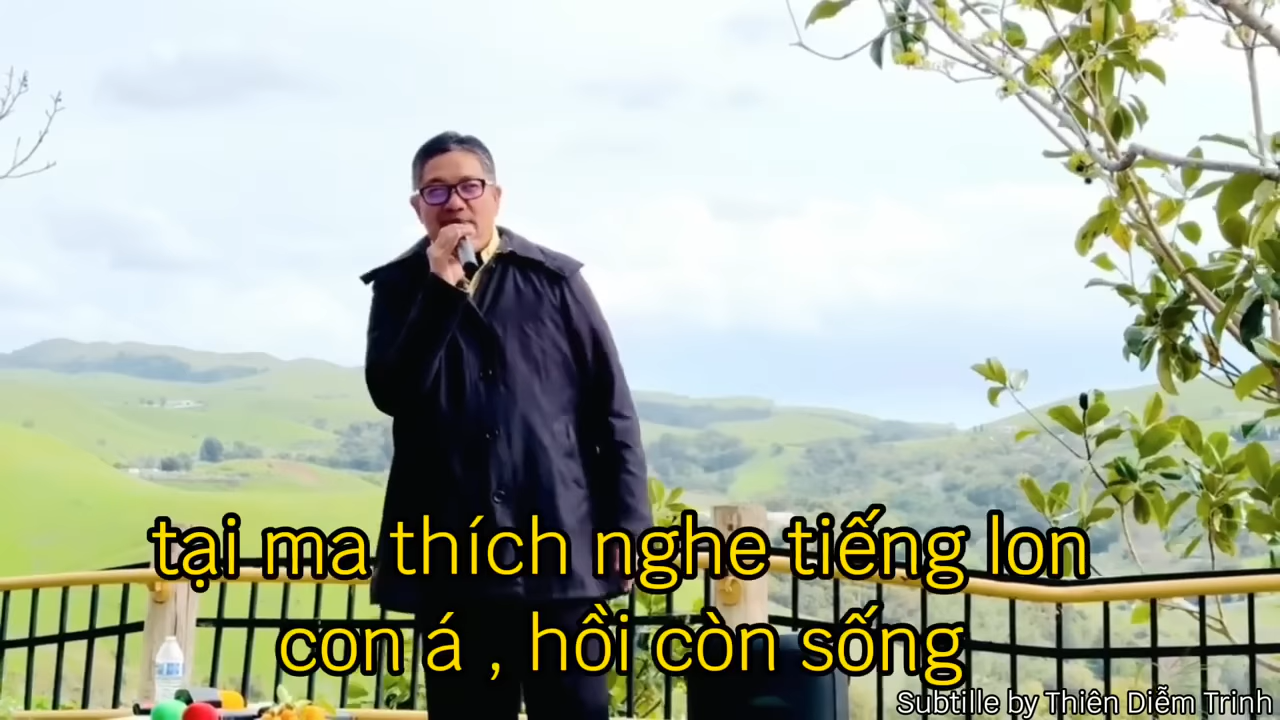 tại ma thích nghe tiếng lon
con á , hồi còn sống
Subtille by Thiên Diễm Trinh